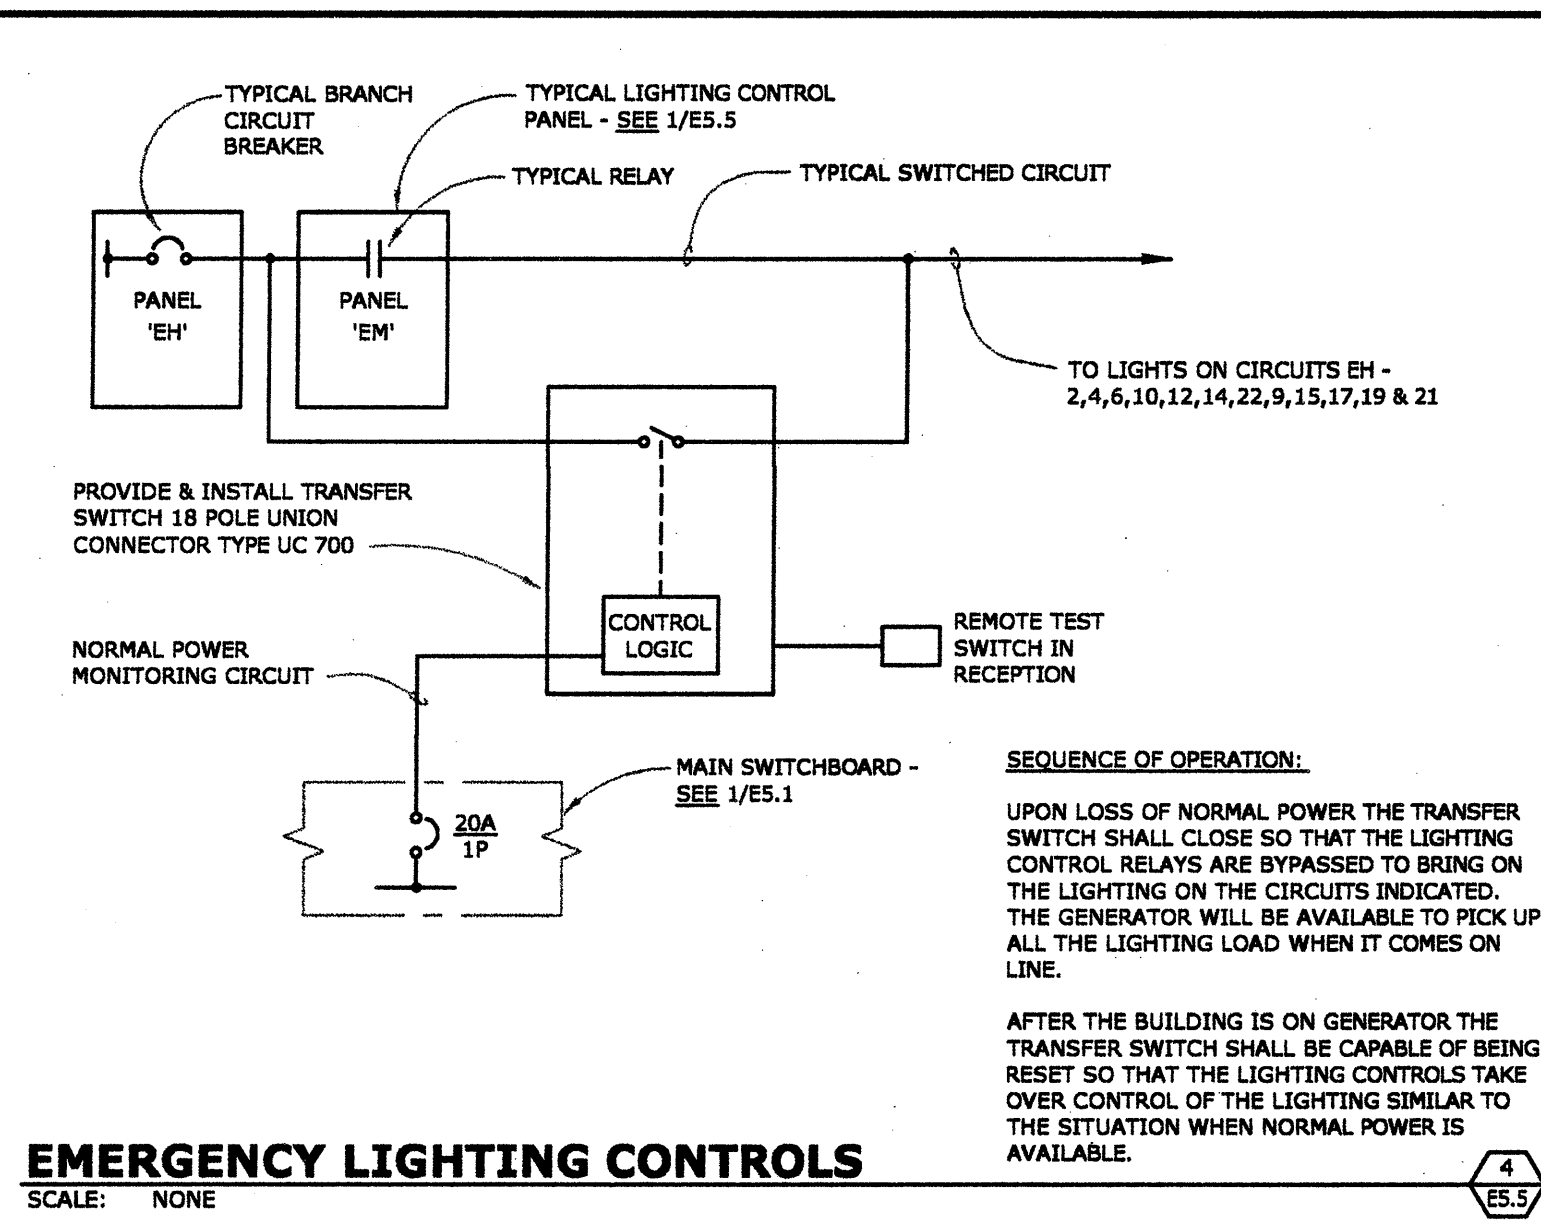 TYPICAL BRANCH
CIRCUIT
BREAKER
TYPICAL LIGHTING CONTROL
PANEL - SEE 1/E5.5
TYPICAL RELAY
TYPICAL SWITCHED CIRCUIT
PANEL
'EH'
PANEL
'EM'
TO LIGHTS ON CIRCUITS EH -
2,4,6,10,12,14,22,9,15,17,19 & 21
PROVIDE & INSTALL TRANSFER
SWITCH 18 POLE UNION
CONNECTOR TYPE UC 700
CONTROL
LOGIC
REMOTE TEST
SWITCH IN
RECEPTION
NORMAL POWER
MONITORING CIRCUIT
MAIN SWITCHBOARD -
SEE 1/E5.1
20A
1P
SEQUENCE OF OPERATION:
UPON LOSS OF NORMAL POWER THE TRANSFER
SWITCH SHALL CLOSE SO THAT THE LIGHTING
CONTROL RELAYS ARE BYPASSED TO BRING ON
THE LIGHTING ON THE CIRCUITS INDICATED.
THE GENERATOR WILL BE AVAILABLE TO PICK UP
ALL THE LIGHTING LOAD WHEN IT COMES ON
LINE.
AFTER THE BUILDING IS ON GENERATOR THE
TRANSFER SWITCH SHALL BE CAPABLE OF BEING
RESET SO THAT THE LIGHTING CONTROLS TAKE
OVER CONTROL OF THE LIGHTING SIMILAR TO
THE SITUATION WHEN NORMAL POWER IS
AVAILABLE.
EMERGENCY LIGHTING CONTROLS
SCALE: NONE
4
E5.5